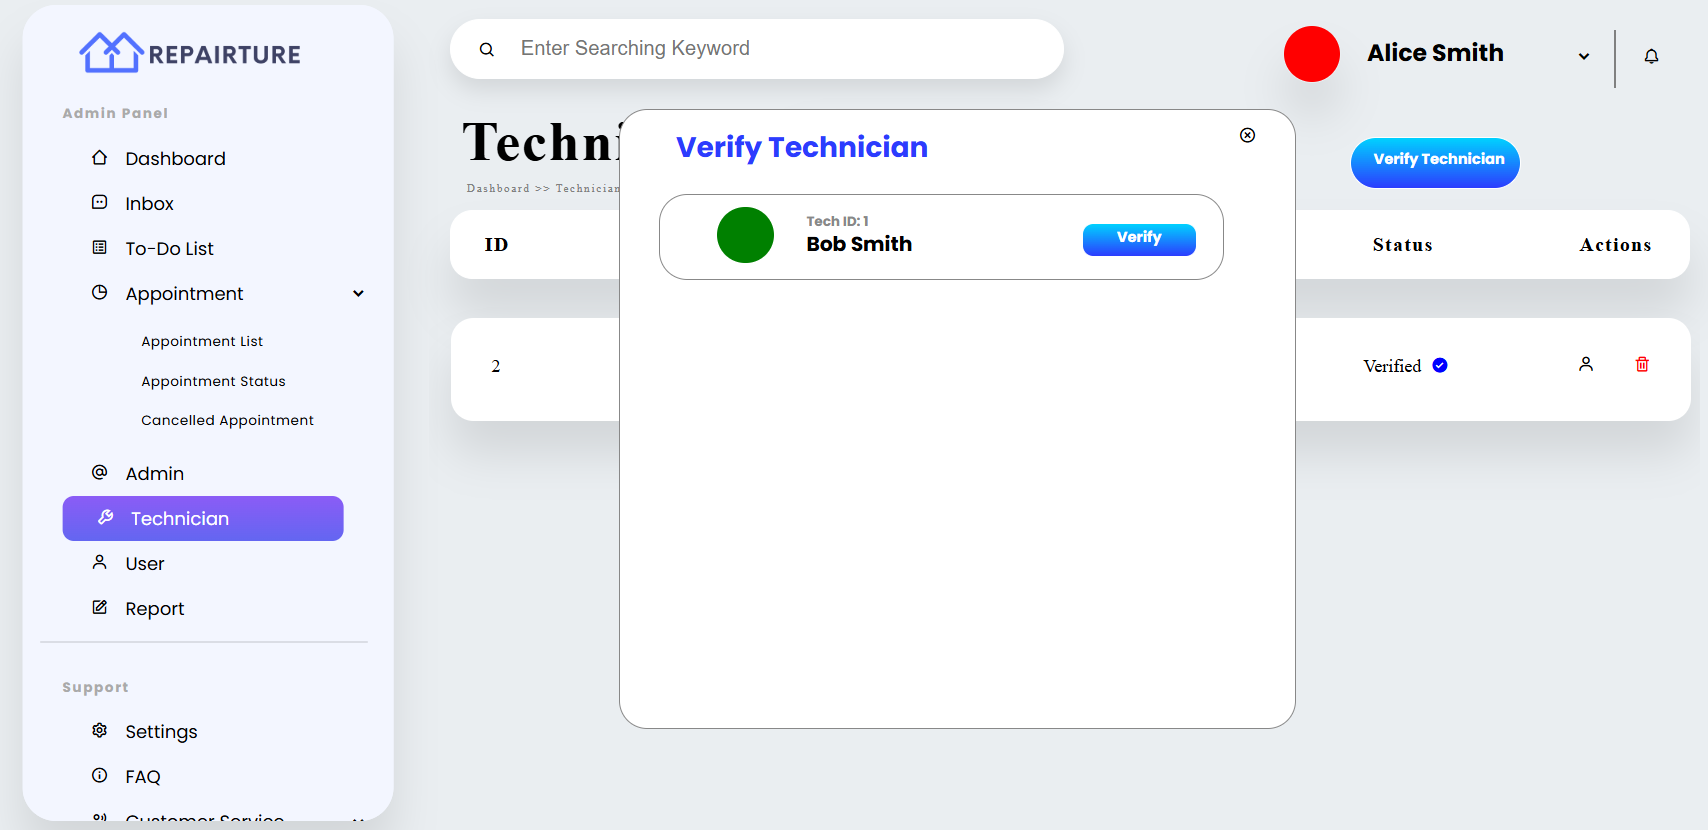 REPAIRTURE
Enter Searching Keyword
Alice Smith
Admin Panel
Dashboard
Inbox
To-Do List
Appointment
Appointment List
Appointment Status
Cancelled Appointment
Admin
Technician
User
Report
Support
Settings
FAQ
Customer Service
Techni
Dashboard >> Technician
Verify Technician
ID
Status
Actions
2
Verified
Verify Technician
Tech ID: 1
Bob Smith
Verify